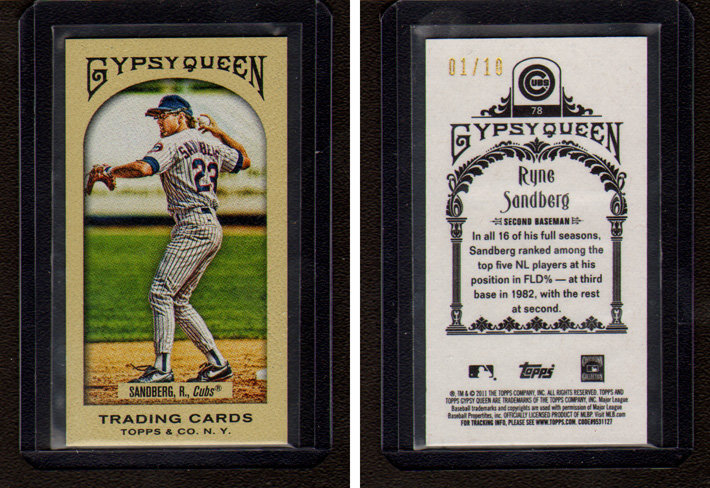 GYPSY QUEEN
SANDBERG
23
SANDBERG, R., Cubs®
TRADING CARDS
TOPPS & CO. N. Y.
01/10
CUBS
78
GYPSY QUEEN
Ryne
Sandberg
SECOND BASEMAN
In all 16 of his full seasons,
Sandberg ranked among the
top five NL players at his
position in FLD% — at third
base in 1982, with the rest
at second.
Topps
®, TM & © 2011 THE TOPPS COMPANY, INC. ALL RIGHTS RESERVED. TOPPS AND
TOPPS GYPSY QUEEN ARE TRADEMARKS OF THE TOPPS COMPANY, INC. Major League
Baseball trademarks and copyrights are used with permission of Major League
Baseball Properties, Inc. OFFICIALLY LICENSED PRODUCT OF MLBP. Visit MLB.com
FOR TRACKING INFO, PLEASE SEE WWW.TOPPS.COM. CODE#9531127